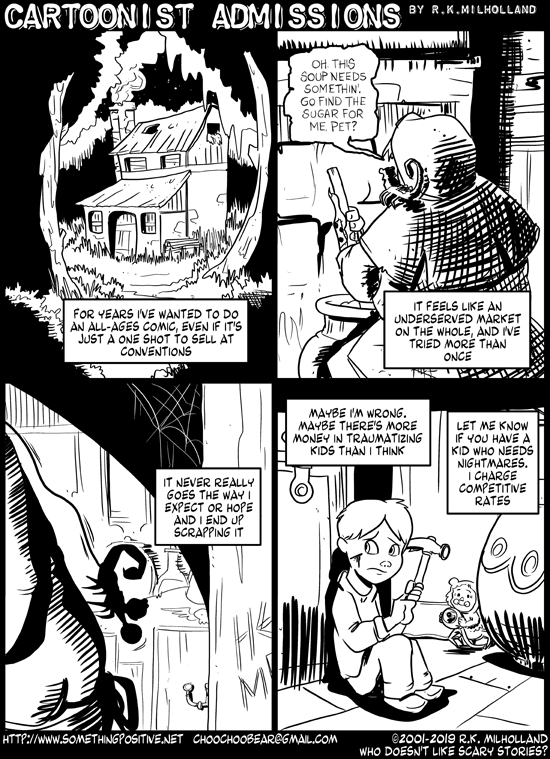 CARTOONIST ADMISSIONS BY R.K.MILHOLLAND
OH. THIS
SOUP NEEDS
SOMETHIN'.
GO FIND THE
SUGAR FOR
ME, PET?
FOR YEARS I'VE WANTED TO DO
AN ALL-AGES COMIC, EVEN IF IT'S
JUST A ONE SHOT TO SELL AT
CONVENTIONS
IT FEELS LIKE AN
UNDERSERVED MARKET
ON THE WHOLE, AND I'VE
TRIED MORE THAN
ONCE
IT NEVER REALLY
GOES THE WAY I
EXPECT OR HOPE
AND I END UP
SCRAPPING IT
MAYBE I'M WRONG.
MAYBE THERE'S MORE
MONEY IN TRAUMATIZING
KIDS THAN I THINK
LET ME KNOW
IF YOU HAVE A
KID WHO NEEDS
NIGHTMARES.
I CHARGE
COMPETITIVE
RATES
HTTP://WWW.SOMETHINGPOSITIVE.NET CHOOCHOOBEAR@GMAIL.COM
©2001-2019 R.K. MILHOLLAND
WHO DOESN'T LIKE SCARY STORIES?